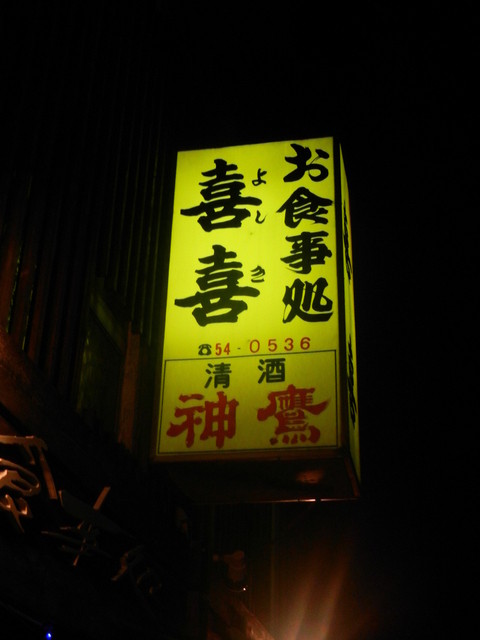 お食事処
喜喜
よしき
☎54-0536
清酒
神鷹